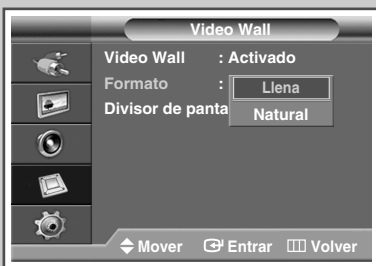 Video Wall
Video Wall : Activado
Formato : Llena
Divisor de panta Natural
Mover Entrar Volver